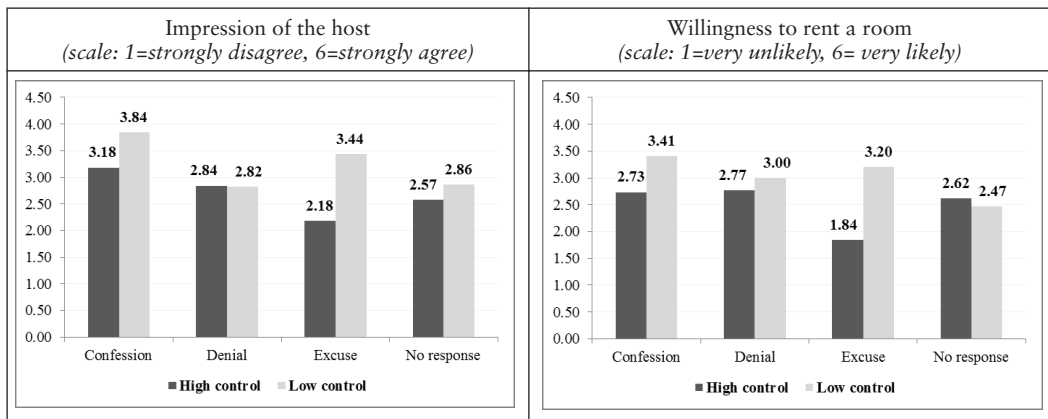 Impression of the host
(scale: 1=strongly disagree, 6=strongly agree)
4.50
4.00
3.50
3.00
2.50
2.00
1.50
1.00
0.50
0.00
3.18
3.84
2.84
2.82
2.18
3.44
2.57
2.86
Confession
Denial
Excuse
No response
High control
Low control
Willingness to rent a room
(scale: 1=very unlikely, 6= very likely)
4.50
4.00
3.50
3.00
2.50
2.00
1.50
1.00
0.50
0.00
2.73
3.41
2.77
3.00
1.84
3.20
2.62
2.47
Confession
Denial
Excuse
No response
High control
Low control